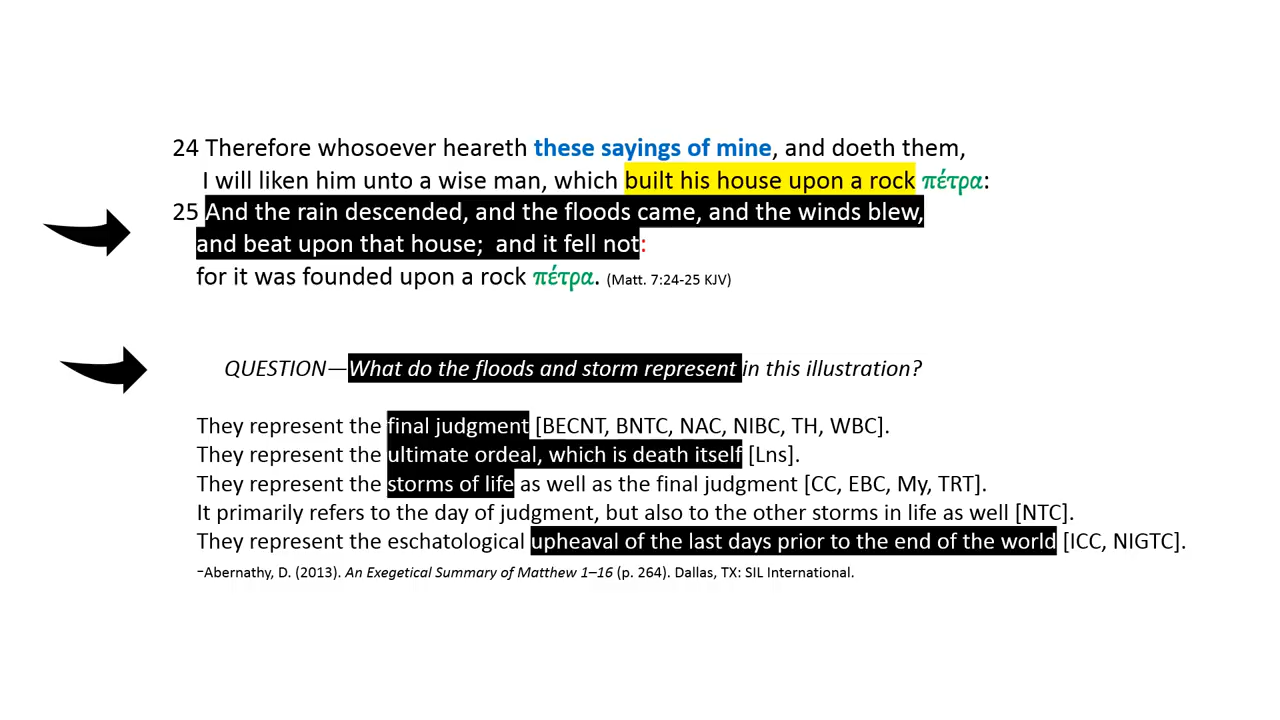 24 Therefore whosoever heareth these sayings of mine, and doeth them,
I will liken him unto a wise man, which built his house upon a rock πέτρα:
25 And the rain descended, and the floods came, and the winds blew,
and beat upon that house; and it fell not:
for it was founded upon a rock πέτρα. (Matt. 7:24-25 KJV)
QUESTION—What do the floods and storm represent in this illustration?
They represent the final judgment [BECNT, BNTC, NAC, NIBC, TH, WBC].
They represent the ultimate ordeal, which is death itself [Lns].
They represent the storms of life as well as the final judgment [CC, EBC, My, TRT].
It primarily refers to the day of judgment, but also to the other storms in life as well [NTC].
They represent the eschatological upheaval of the last days prior to the end of the world [ICC, NIGTC].
-Abernathy, D. (2013). An Exegetical Summary of Matthew 1–16 (p. 264). Dallas, TX: SIL International.